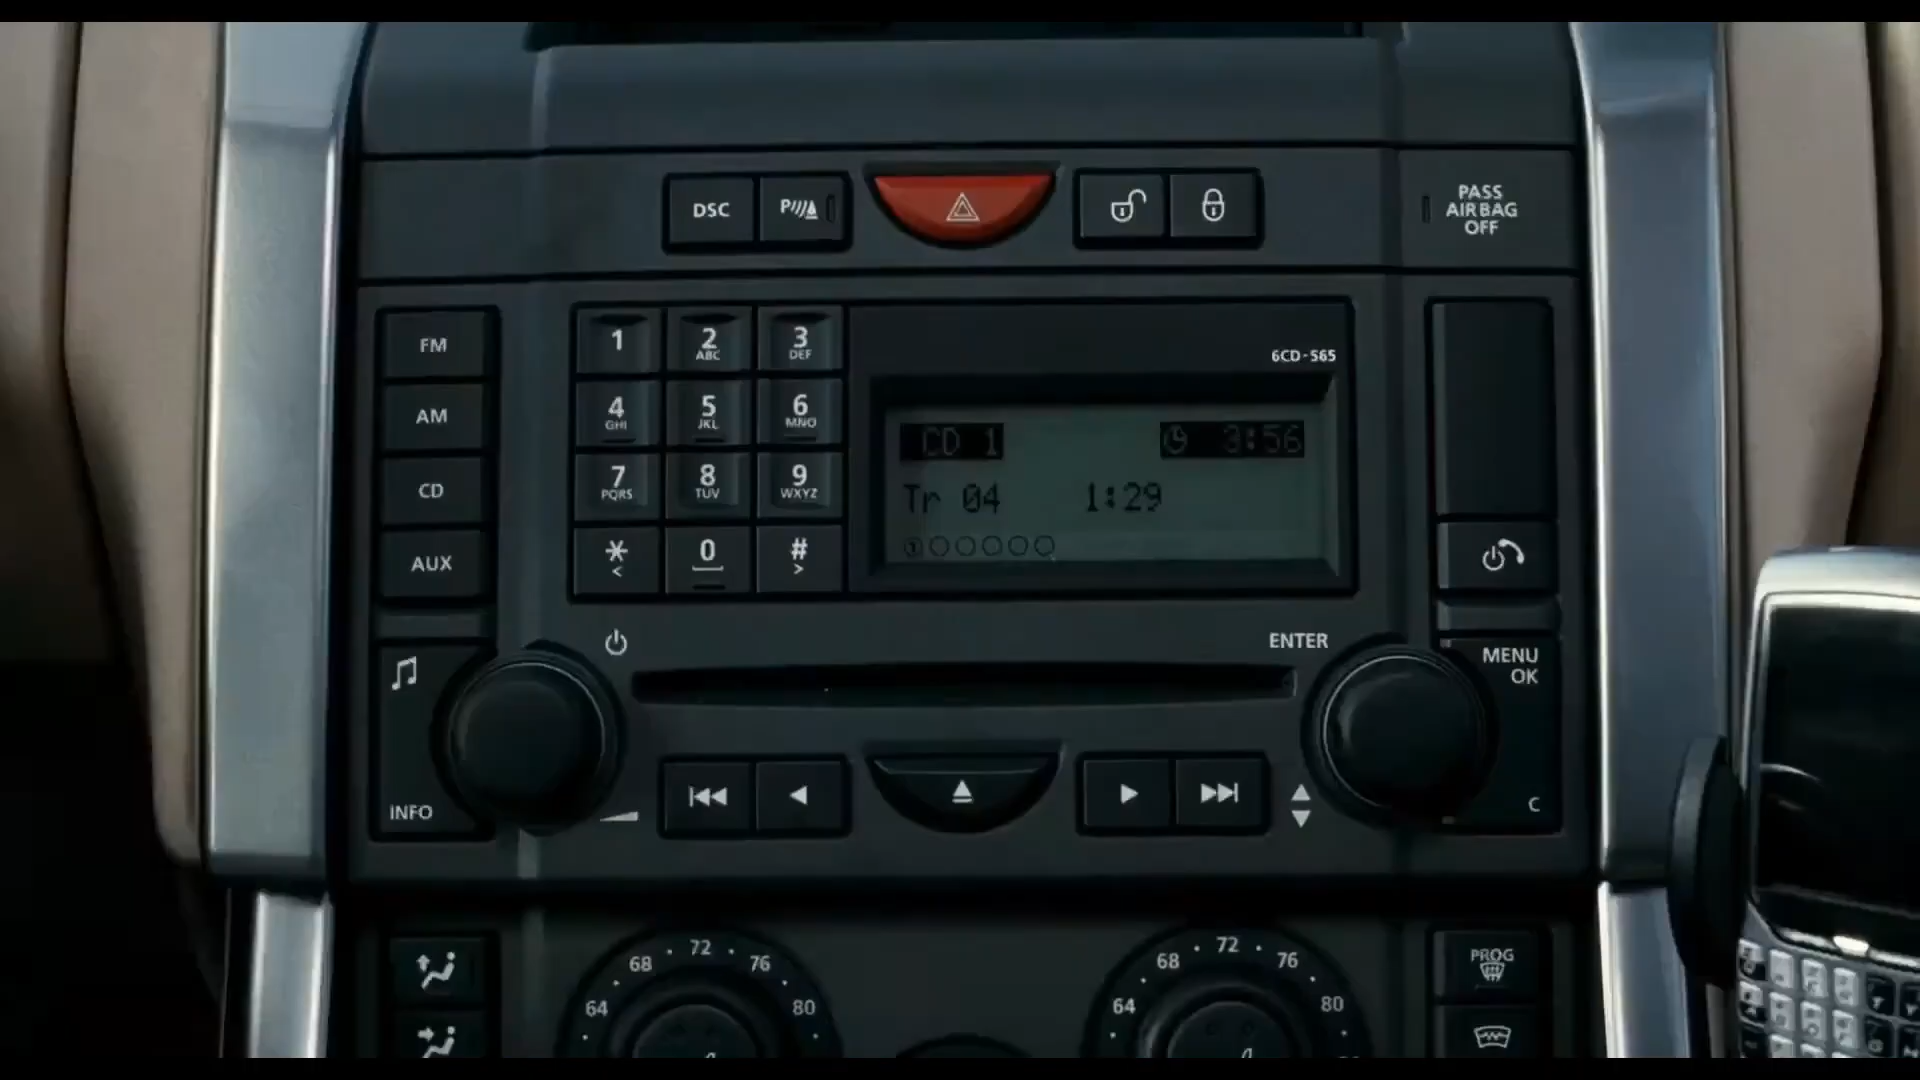 DSC
P
PASS
AIRBAG
OFF
FM
AM
CD
AUX
1
2
ABC
3
DEF
4
GHI
5
JKL
6
MNO
7
PQRS
8
TUV
9
WXYZ
*
<
0
#
>
6CD-565
CD 1
3:56
Tr 04 1:29
1
ENTER
MENU
OK
INFO
C
64 68 72 76 80
64 68 72 76 80
PROG